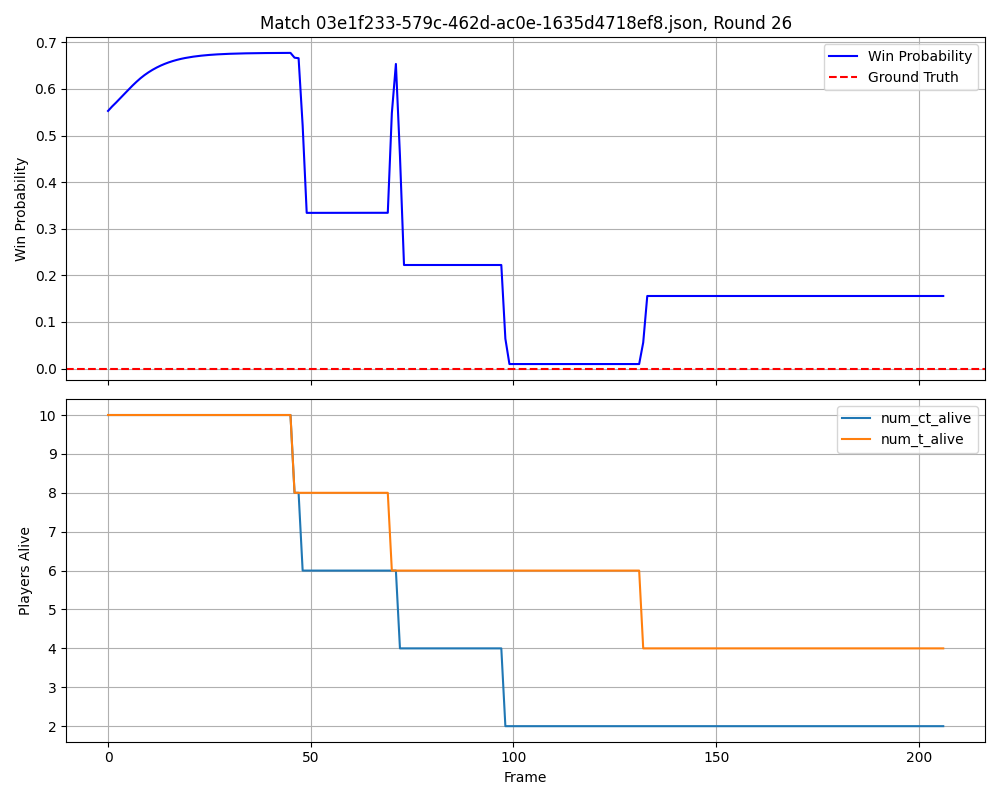 Match 03e1f233-579c-462d-ac0e-1635d4718ef8.json, Round 26
Win Probability
0.7
0.6
0.5
0.4
0.3
0.2
0.1
0.0
Win Probability
Ground Truth
Players Alive
10
9
8
7
6
5
4
3
2
num_ct_alive
num_t_alive
0
50
100
150
200
Frame